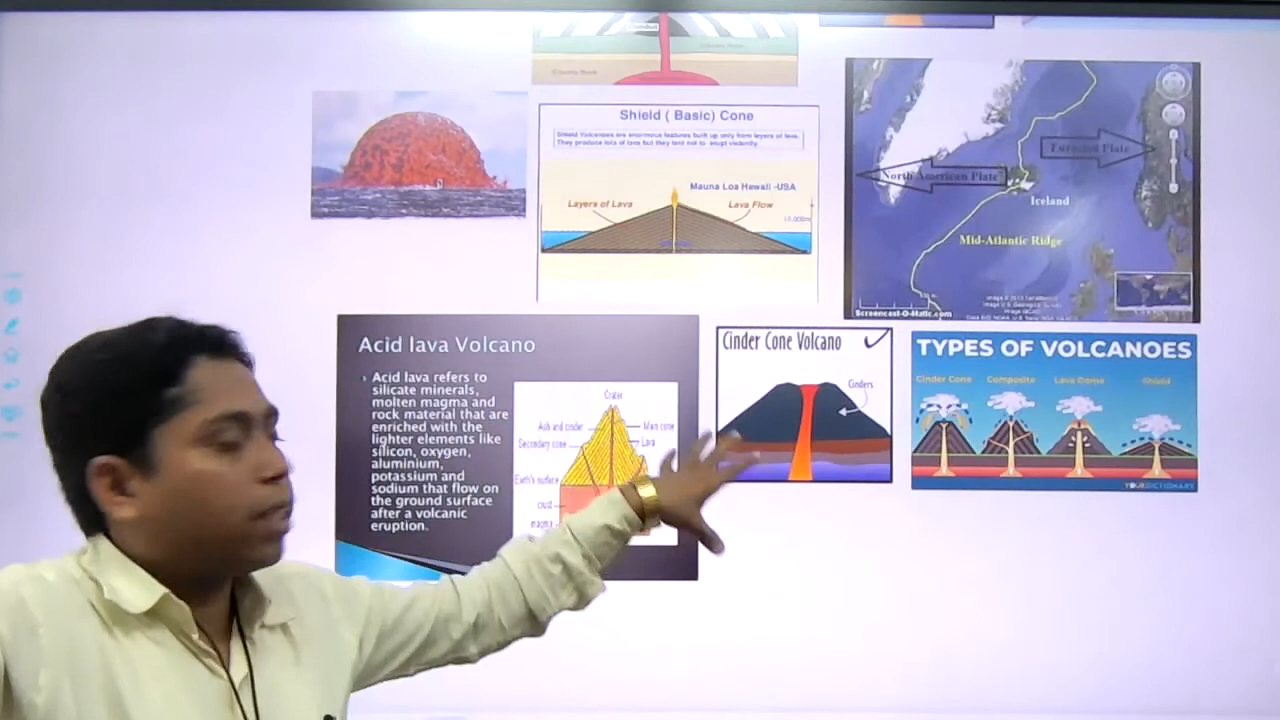 Shield ( Basic) Cone
Shield Volcanoes are enormous features built up only from layers of lava.
They produce lots of lava but they tend not to erupt violently.
Mauna Loa Hawaii -USA
Layers of Lava
Lava Flow
Eurasian Plate
North American Plate
Iceland
Mid-Atlantic Ridge
Screencast-O-Matic.com
Acid lava Volcano
Acid lava refers to
silicate minerals,
molten magma and
rock material that are
enriched with the
lighter elements like
silicon, oxygen,
aluminium,
potassium and
sodium that flow on
the ground surface
after a volcanic
eruption.
Crater
Ash and cinder
Main cone
Secondary cone
Lava
Earth's surface
crust
magma
Cinder Cone Volcano
Cinders
TYPES OF VOLCANOES
Cinder Cone
Composite
Lava Dome
Shield
YOURDICTIONARY